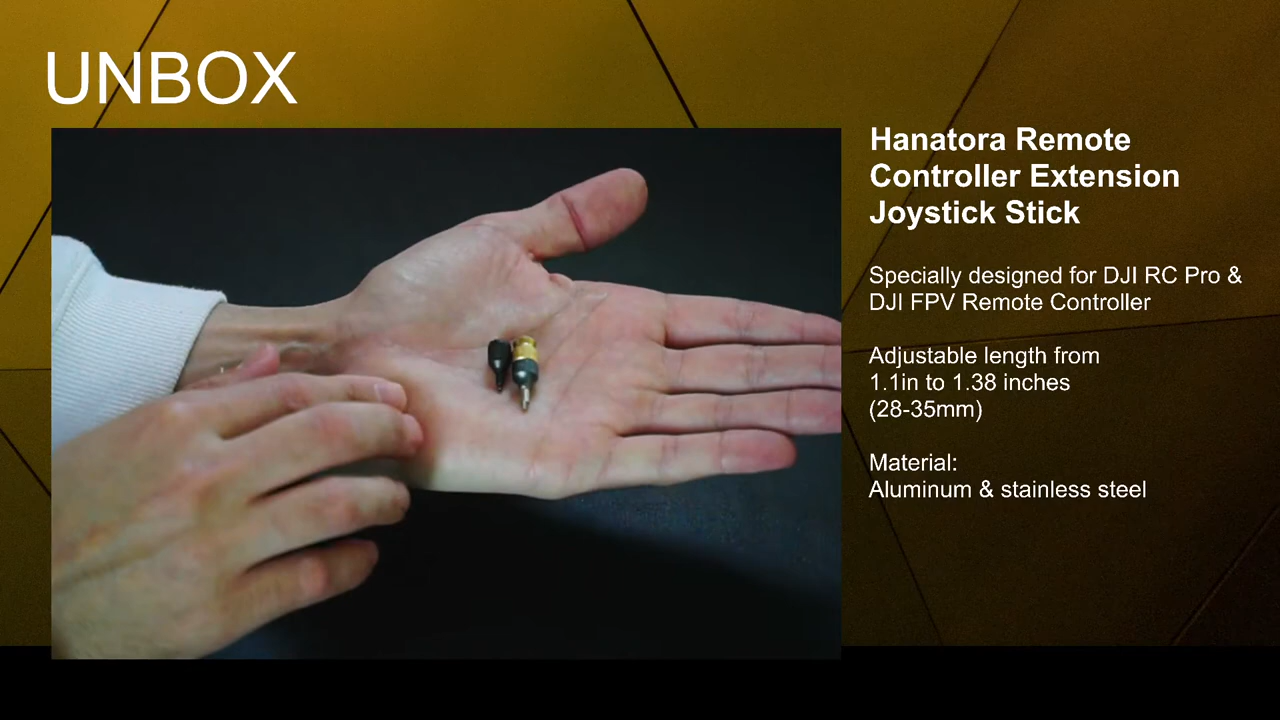 UNBOX
Hanatora Remote
Controller Extension
Joystick Stick
Specially designed for DJI RC Pro &
DJI FPV Remote Controller
Adjustable length from
1.1in to 1.38 inches
(28-35mm)
Material:
Aluminum & stainless steel